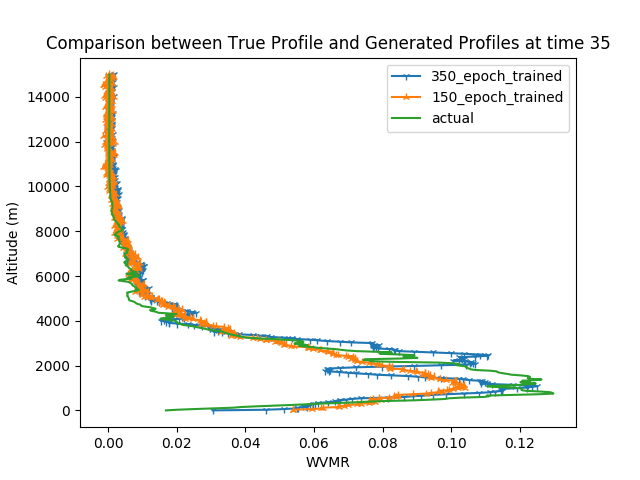 Comparison between True Profile and Generated Profiles at time 35
350_epoch_trained
150_epoch_trained
actual
14000
12000
10000
8000
6000
4000
2000
0
Altitude (m)
0.00 0.02 0.04 0.06 0.08 0.10 0.12
WVMR